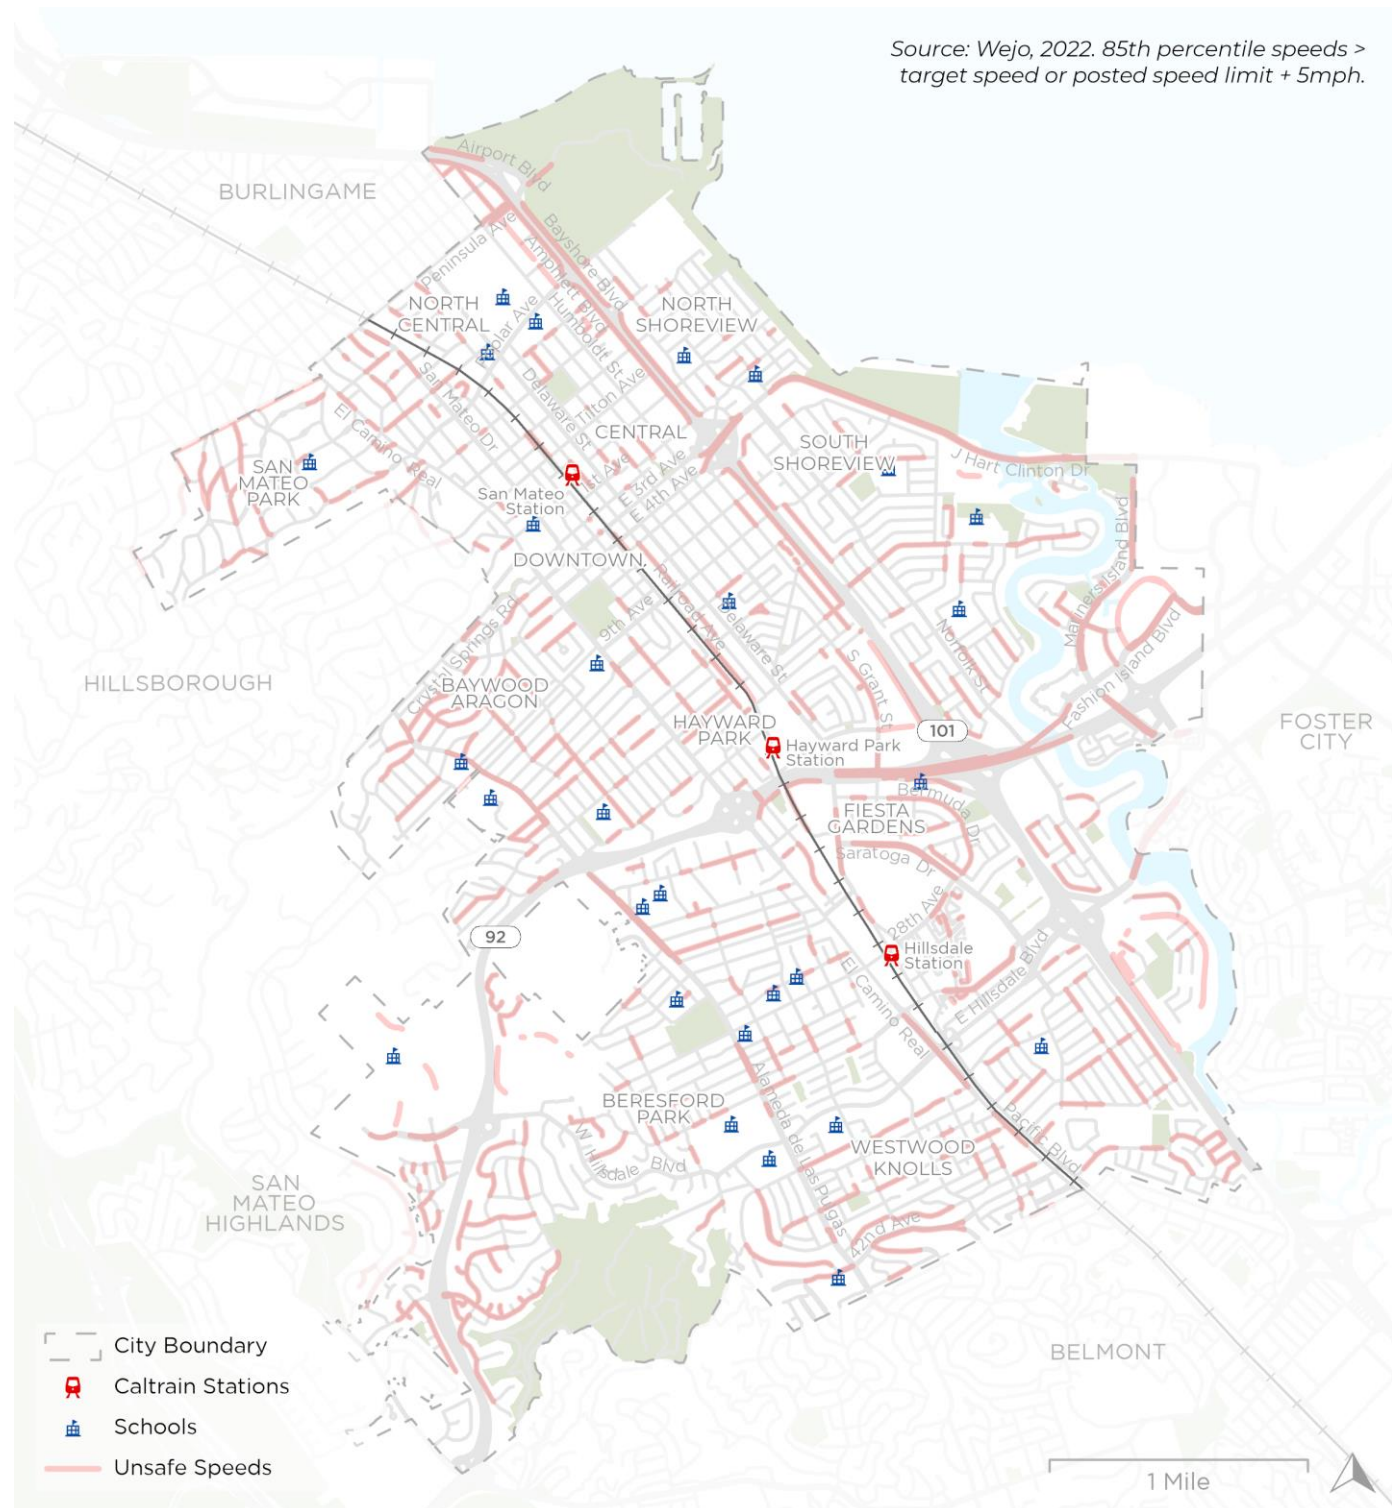 Source: Wejo, 2022. 85th percentile speeds >
target speed or posted speed limit + 5mph.
Airport Blvd
BURLINGAME
Peninsula Ave
Bayshore Blvd
Amphlett Blvd
Humboldt St
NORTH
CENTRAL
NORTH
SHOREVIEW
Poplar Ave
San Mateo Dr
Delaware St
Tilton Ave
El Camino Real
CENTRAL
SOUTH
SHOREVIEW
J Hart Clinton Dr
SAN
MATEO
PARK
1st Ave
E 3rd Ave
E 4th Ave
San Mateo
Station
DOWNTOWN
Mariners Island Blvd
Railroad Ave
9th Ave
Delaware St
Norfolk St
S Grant St
Crystal Springs Rd
HILLSBOROUGH
BAYWOOD
ARAGON
Fashion Island Blvd
HAYWARD
PARK
Hayward Park
Station
101
FOSTER
CITY
Bermuda Dr
FIESTA
GARDENS
Saratoga Dr
28th Ave
92
Hillsdale
Station
E Hillsdale Blvd
El Camino Real
Alameda de Las Pulgas
BERESFORD
PARK
Pacific Blvd
W Hillsdale Blvd
WESTWOOD
KNOLLS
SAN
MATEO
HIGHLANDS
42nd Ave
BELMONT
City Boundary
Caltrain Stations
Schools
Unsafe Speeds
1 Mile